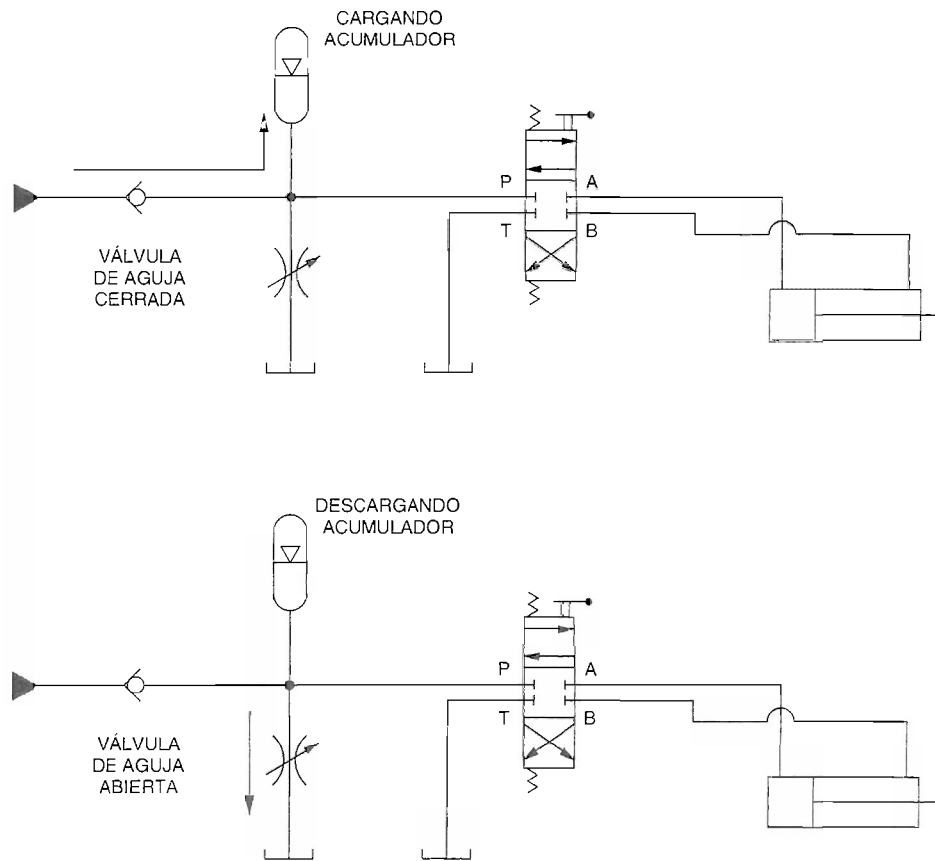 CARGANDO
ACUMULADOR
P
A
T
B
VÁLVULA
DE AGUJA
CERRADA
DESCARGANDO
ACUMULADOR
P
A
T
B
VÁLVULA
DE AGUJA
ABIERTA